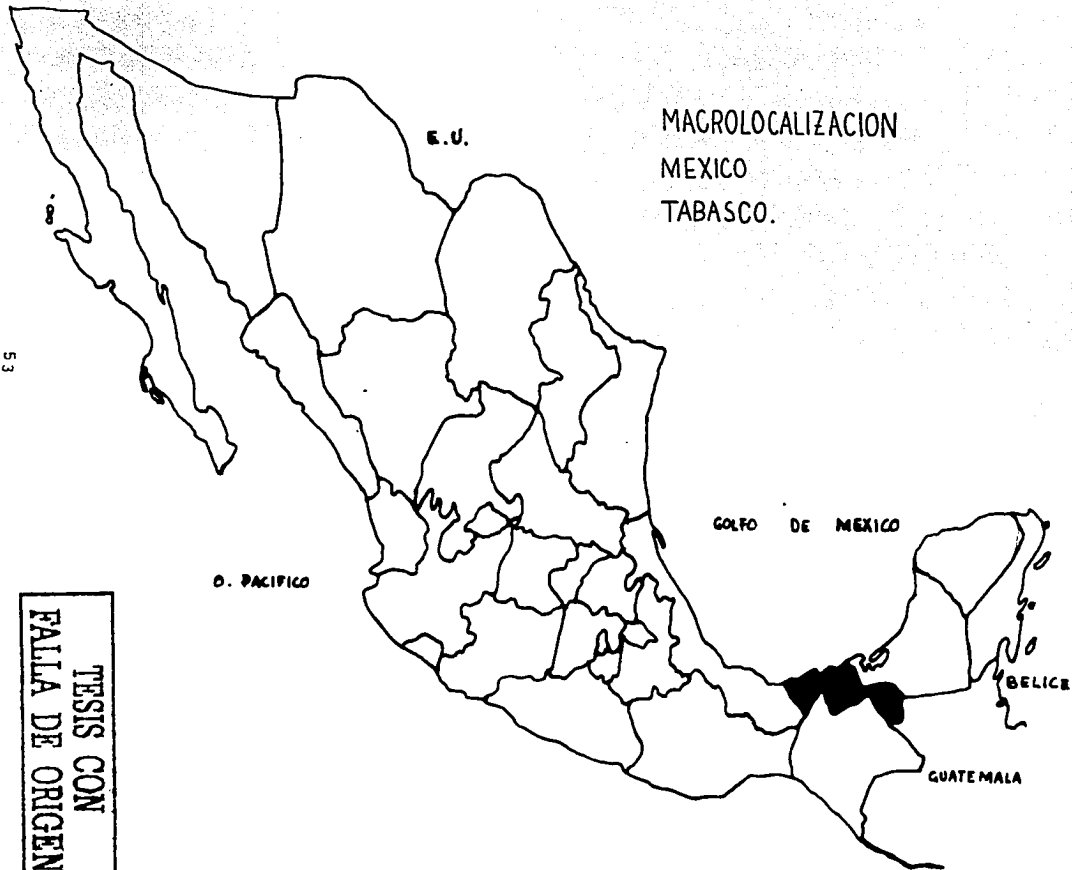 MACROLOCALIZACION
MEXICO
TABASCO.
E.U.
GOLFO DE MEXICO
O. PACIFICO
BELICE
GUATEMALA
53
TESIS CON
FALLA DE ORIGEN